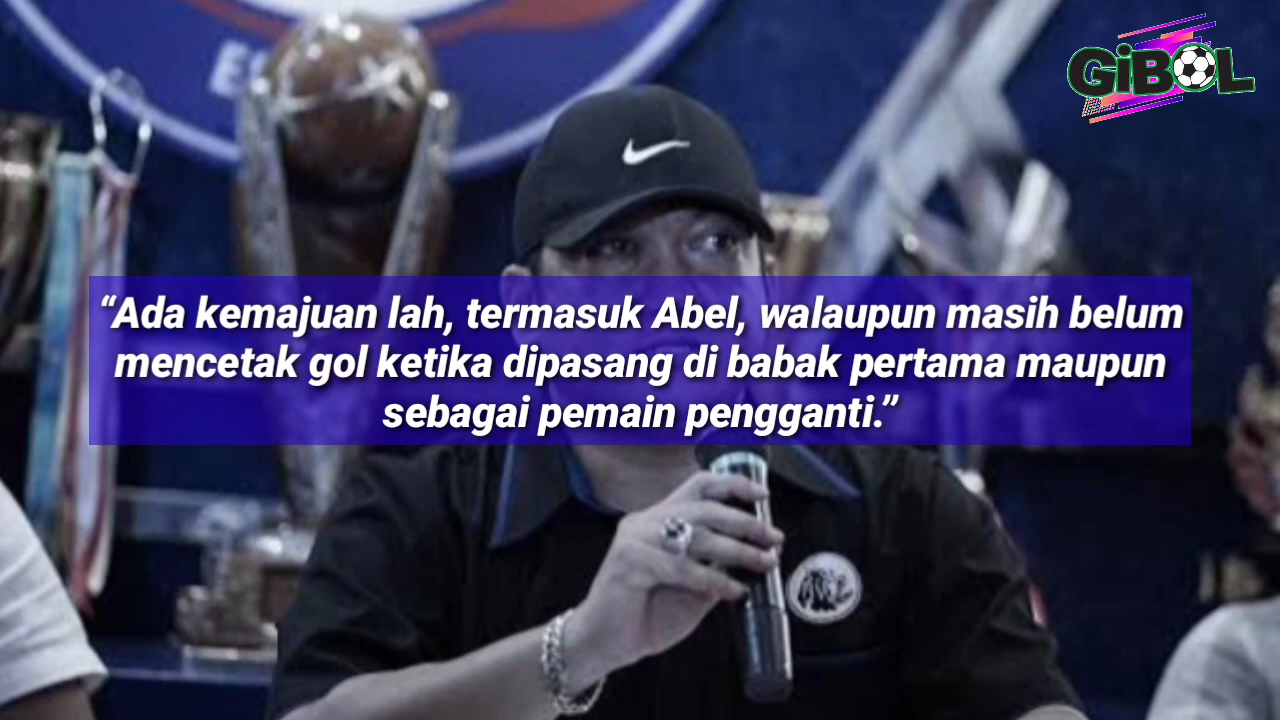 GiBOL
“Ada kemajuan lah, termasuk Abel, walaupun masih belum
mencetak gol ketika dipasang di babak pertama maupun
sebagai pemain pengganti.”